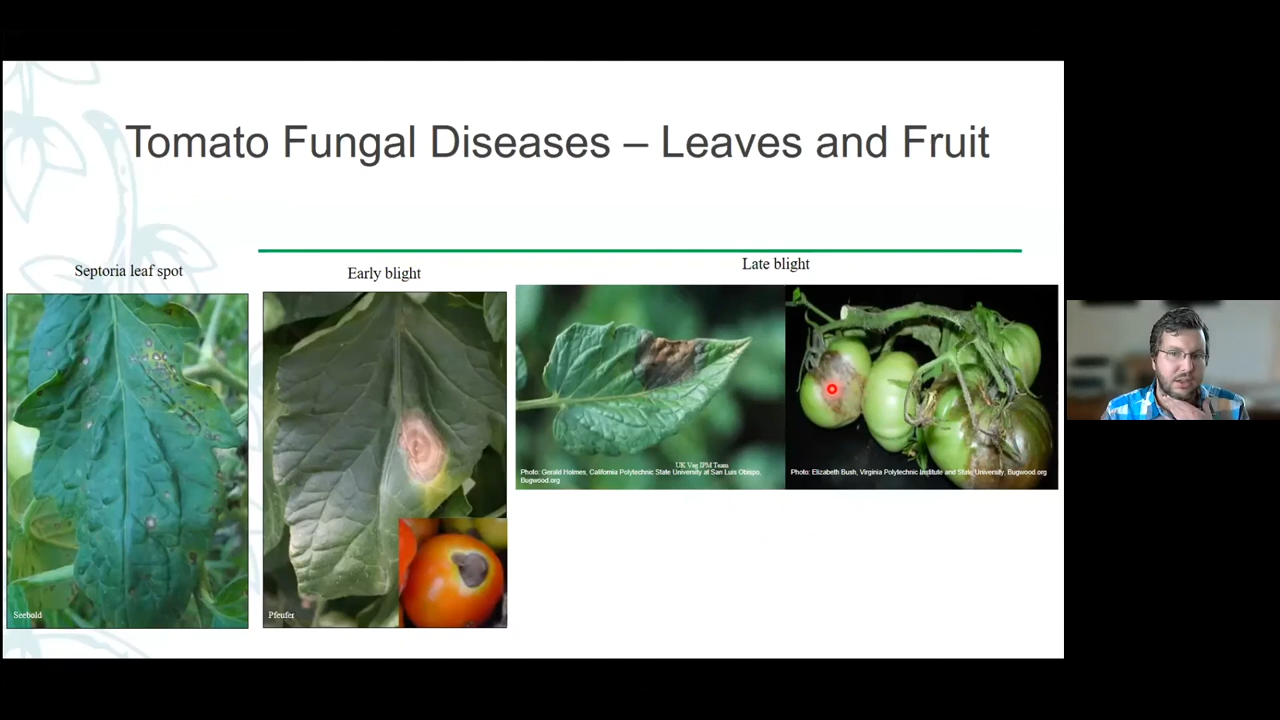 Tomato Fungal Diseases – Leaves and Fruit
Septoria leaf spot
Early blight
Late blight
Seebold
Pfeufer
UK Veg IPM Team
Photo: Gerald Holmes, California Polytechnic State University at San Luis Obispo,
Bugwood.org
Photo: Elizabeth Bush, Virginia Polytechnic Institute and State University, Bugwood.org